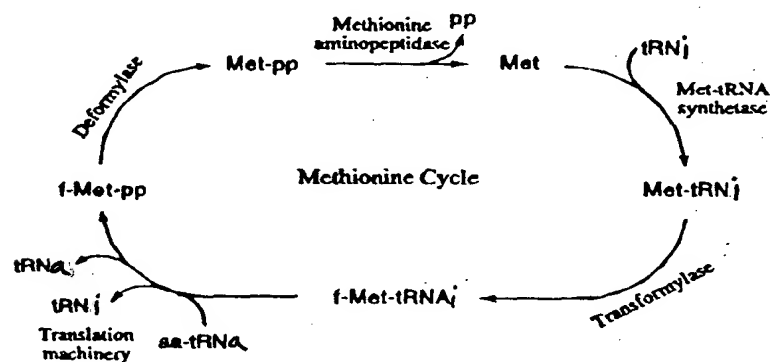 Methionine
aminopeptidase
pp
Met-pp
Met
tRNi
Met-tRNA
synthetase
Deformylase
Methionine Cycle
f-Met-pp
Met-tRNi
tRNa
f-Met-tRNAi
Transformylase
tRNi
Translation
machinery
aa-tRNa